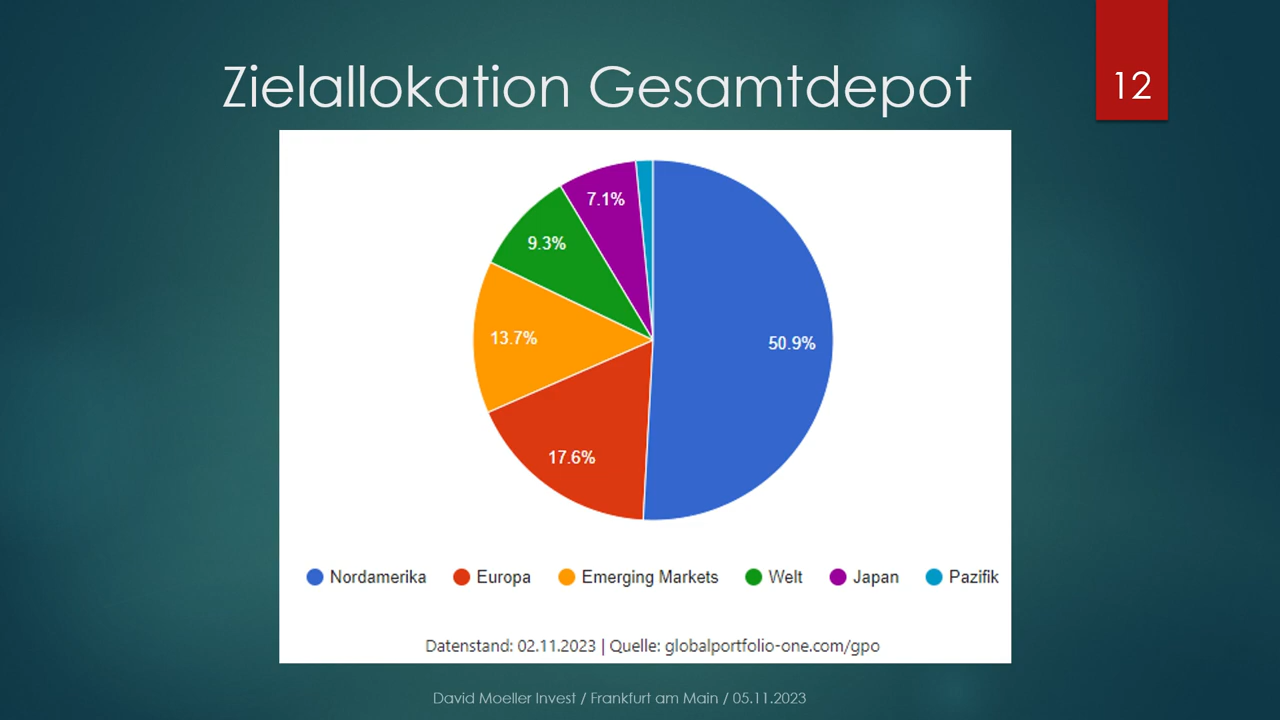 Zielallokation Gesamtdepot
12
7.1%
9.3%
13.7%
50.9%
17.6%
Nordamerika Europa Emerging Markets Welt Japan Pazifik
Datenstand: 02.11.2023 | Quelle: globalportfolio-one.com/gpo
David Moeller Invest / Frankfurt am Main / 05.11.2023